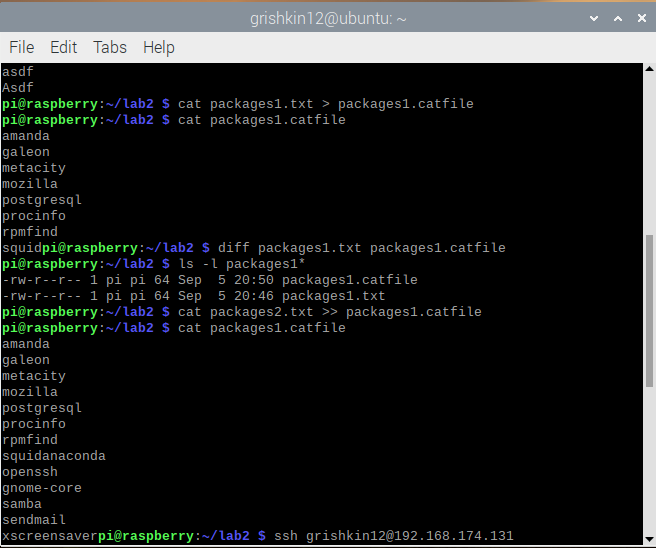 grishkin12@ubuntu: ~
File Edit Tabs Help
asdf
Asdf
pi@raspberry:~/lab2 $ cat packages1.txt > packages1.catfile
pi@raspberry:~/lab2 $ cat packages1.catfile
amanda
galeon
metacity
mozilla
postgresql
procinfo
rpmfind
squidpi@raspberry:~/lab2 $ diff packages1.txt packages1.catfile
pi@raspberry:~/lab2 $ ls -l packages1*
-rw-r--r-- 1 pi pi 64 Sep  5 20:50 packages1.catfile
-rw-r--r-- 1 pi pi 64 Sep  5 20:46 packages1.txt
pi@raspberry:~/lab2 $ cat packages2.txt >> packages1.catfile
pi@raspberry:~/lab2 $ cat packages1.catfile
amanda
galeon
metacity
mozilla
postgresql
procinfo
rpmfind
squidanaconda
openssh
gnome-core
samba
sendmail
xscreensaverpi@raspberry:~/lab2 $ ssh grishkin12@192.168.174.131